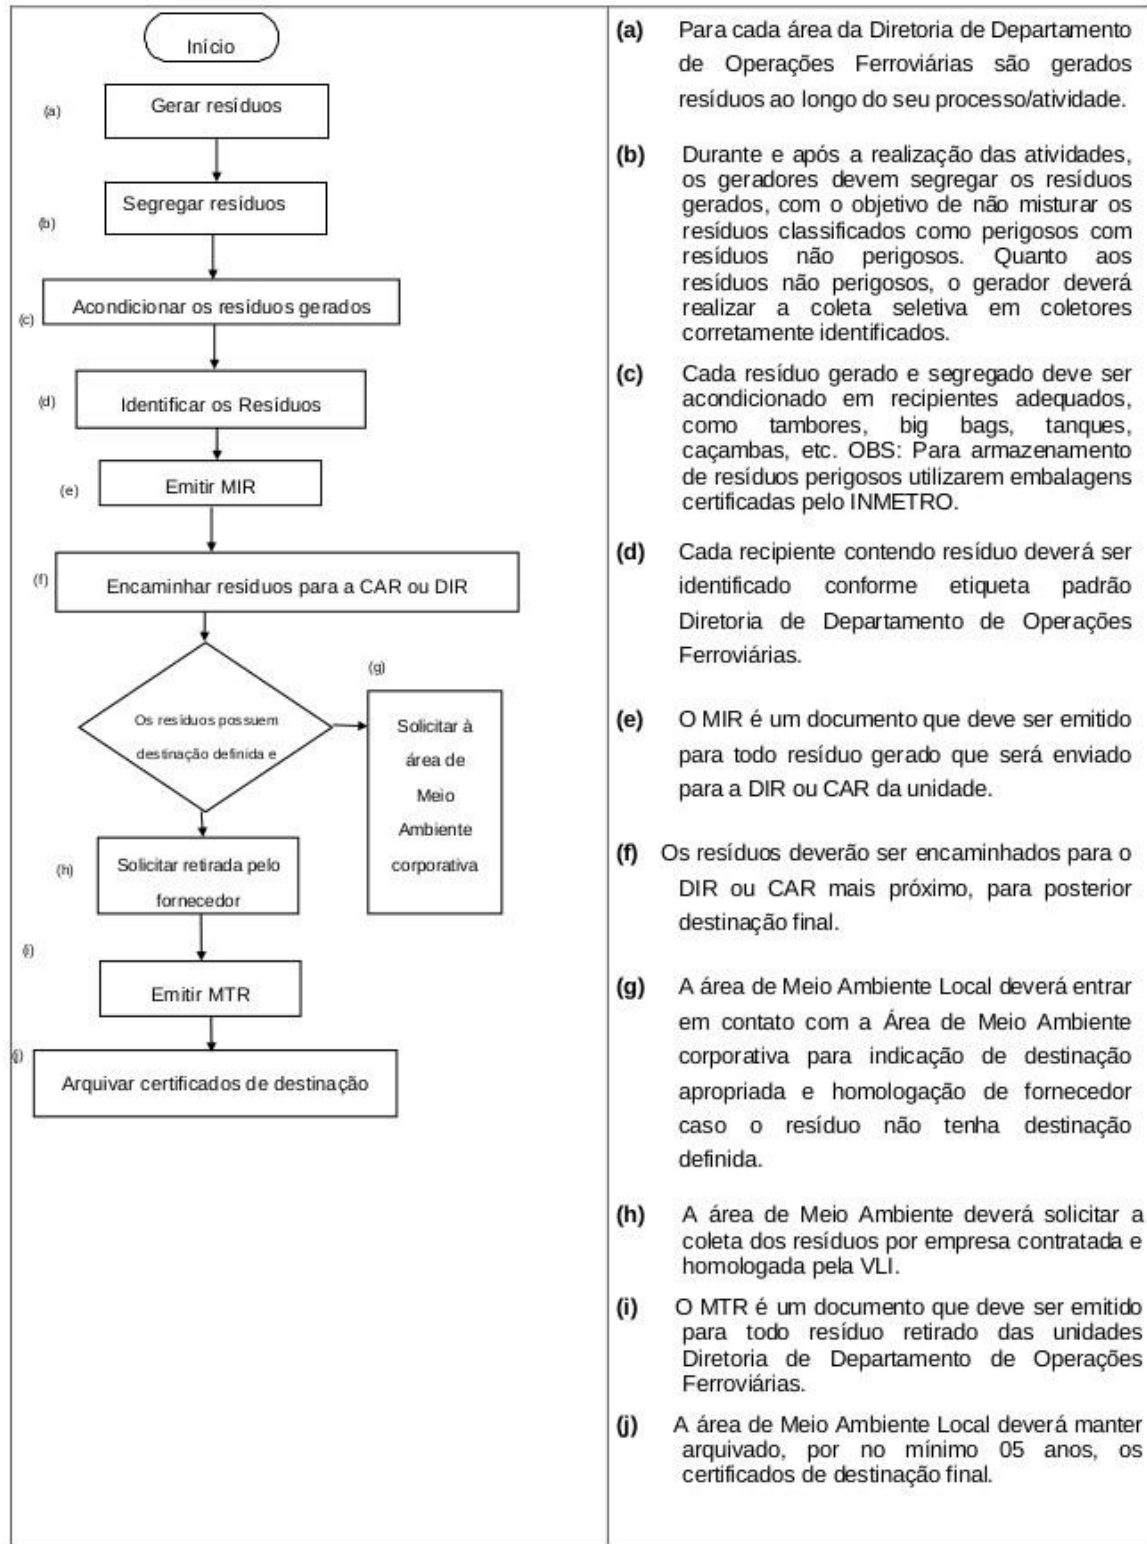 Início
(a)
Gerar resíduos
Segregar resíduos
(b)
Acondicionar os resíduos gerados
(c)
(d)
Identificar os Resíduos
(e)
Emitir MIR
(f)
Encaminhar resíduos para a CAR ou DIR
Os resíduos possuem
destinação definida e
(g)
Solicitar à
área de
Meio
Ambiente
corporativa
(h)
Solicitar retirada pelo
fornecedor
(i)
Emitir MTR
(j)
Arquivar certificados de destinação
(a) Para cada área da Diretoria de Departamento
de Operações Ferroviárias são gerados
resíduos ao longo do seu processo/atividade.
(b) Durante e após a realização das atividades,
os geradores devem segregar os resíduos
gerados, com o objetivo de não misturar os
resíduos classificados como perigosos com
resíduos não perigosos. Quanto aos
resíduos não perigosos, o gerador deverá
realizar a coleta seletiva em coletores
corretamente identificados.
(c) Cada resíduo gerado e segregado deve ser
acondicionado em recipientes adequados,
como tambores, big bags, tanques,
caçambas, etc. OBS: Para armazenamento
de resíduos perigosos utilizarem embalagens
certificadas pelo INMETRO.
(d) Cada recipiente contendo resíduo deverá ser
identificado conforme etiqueta padrão
Diretoria de Departamento de Operações
Ferroviárias.
(e) O MIR é um documento que deve ser emitido
para todo resíduo gerado que será enviado
para a DIR ou CAR da unidade.
(f) Os resíduos deverão ser encaminhados para o
DIR ou CAR mais próximo, para posterior
destinação final.
(g) A área de Meio Ambiente Local deverá entrar
em contato com a Área de Meio Ambiente
corporativa para indicação de destinação
apropriada e homologação de fornecedor
caso o resíduo não tenha destinação
definida.
(h) A área de Meio Ambiente deverá solicitar a
coleta dos resíduos por empresa contratada e
homologada pela VLI.
(i) O MTR é um documento que deve ser emitido
para todo resíduo retirado das unidades
Diretoria de Departamento de Operações
Ferroviárias.
(j) A área de Meio Ambiente Local deverá manter
arquivado, por no mínimo 05 anos, os
certificados de destinação final.